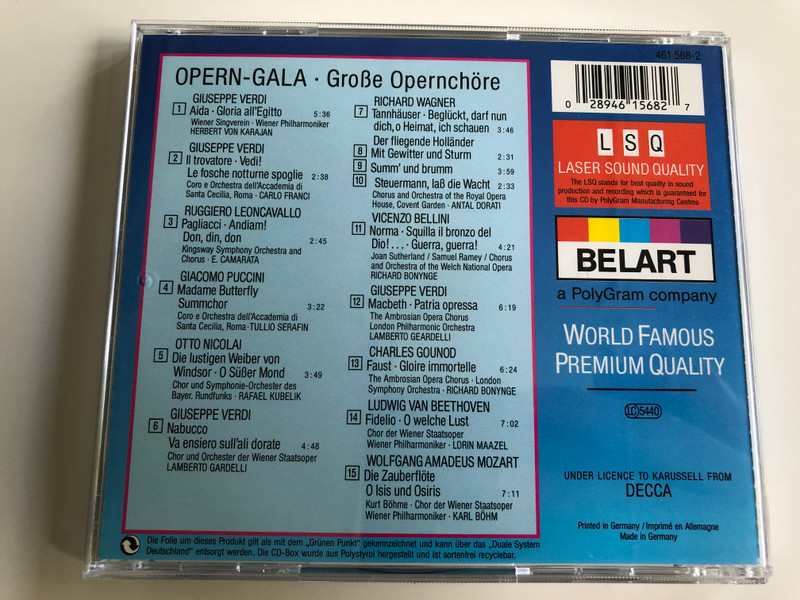 OPERN-GALA · Große Opernchöre
GIUSEPPE VERDI
1 Aida · Gloria all'Egitto 5:36
Wiener Singverein · Wiener Philharmoniker
HERBERT VON KARAJAN
GIUSEPPE VERDI
2 Il trovatore · Vedi!
Le fosche notturne spoglie 2:38
Coro e Orchestra dell'Accademia di
Santa Cecilia, Roma · CARLO FRANCI
RUGGIERO LEONCAVALLO
3 Pagliacci · Andiam!
Don, din, don 2:45
Kingsway Symphony Orchestra and
Chorus · E. CAMARATA
GIACOMO PUCCINI
4 Madame Butterfly
Summchor 3:22
Coro e Orchestra dell'Accademia di
Santa Cecilia, Roma · TULLIO SERAFIN
OTTO NICOLAI
5 Die lustigen Weiber von
Windsor · O Süßer Mond 3:49
Chor und Symphonie-Orchester des
Bayer. Rundfunks · RAFAEL KUBELIK
GIUSEPPE VERDI
6 Nabucco
Va ensiero sull'ali dorate 4:48
Chor und Orchester der Wiener Staatsoper
LAMBERTO GARDELLI
RICHARD WAGNER
7 Tannhäuser · Beglückt, darf nun
dich, o Heimat, ich schauen 3:46
Der fliegende Holländer
8 Mit Gewitter und Sturm 2:31
9 Summ' und brumm 3:59
10 Steuermann, laß die Wacht 2:33
Chorus and Orchestra of the Royal Opera
House, Covent Garden · ANTAL DORATI
VICENZO BELLINI
11 Norma · Squilla il bronzo del
Dio! . . . · Guerra, guerra! 4:21
Joan Sutherland / Samuel Ramey / Chorus
and Orchestra of the Welch National Opera
RICHARD BONYNGE
GIUSEPPE VERDI
12 Macbeth · Patria opressa 6:19
The Ambrosian Opera Chorus
London Philharmonic Orchestra
LAMBERTO GEARDELLI
CHARLES GOUNOD
13 Faust · Gloire immortelle 6:24
The Ambrosian Opera Chorus · London
Symphony Orchestra · RICHARD BONYNGE
LUDWIG VAN BEETHOVEN
14 Fidelio · O welche Lust 7:02
Chor der Wiener Staatsoper
Wiener Philharmoniker · LORIN MAAZEL
WOLFGANG AMADEUS MOZART
15 Die Zauberflöte
O Isis und Osiris 7:11
Kurt Böhme · Chor der Wiener Staatsoper
Wiener Philharmoniker · KARL BÖHM
461 568-2
0 28946 15682 7
LSQ
LASER SOUND QUALITY
The LSQ stands for best quality in sound
production and recording which is guaranteed for
this CD by PolyGram Manufacturing Centres
BELART
a PolyGram company
WORLD FAMOUS
PREMIUM QUALITY
LC 5440
UNDER LICENCE TO KARUSSELL FROM
DECCA
Printed in Germany / Imprimé en Allemagne
Made in Germany
Die Folie um dieses Produkt gilt als mit dem „Grünen Punkt" gekennzeichnet und kann über das „Duale System
Deutschland" entsorgt werden. Die CD-Box wurde aus Polystyrol hergestellt und ist sortenfrei recyclebar.